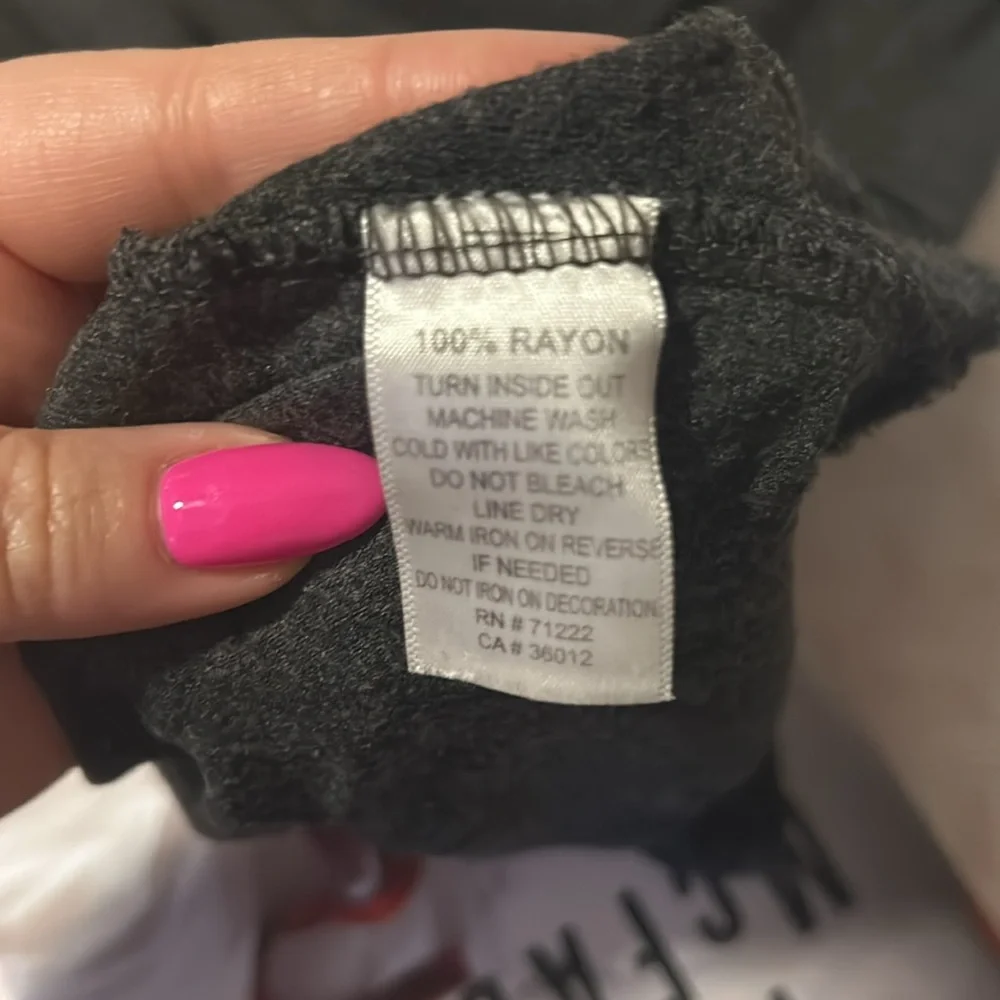 100% RAYON
TURN INSIDE OUT
MACHINE WASH
COLD WITH LIKE COLORS
DO NOT BLEACH
LINE DRY
WARM IRON ON REVERSE
IF NEEDED
DO NOT IRON ON DECORATION
RN # 71222
CA # 36012